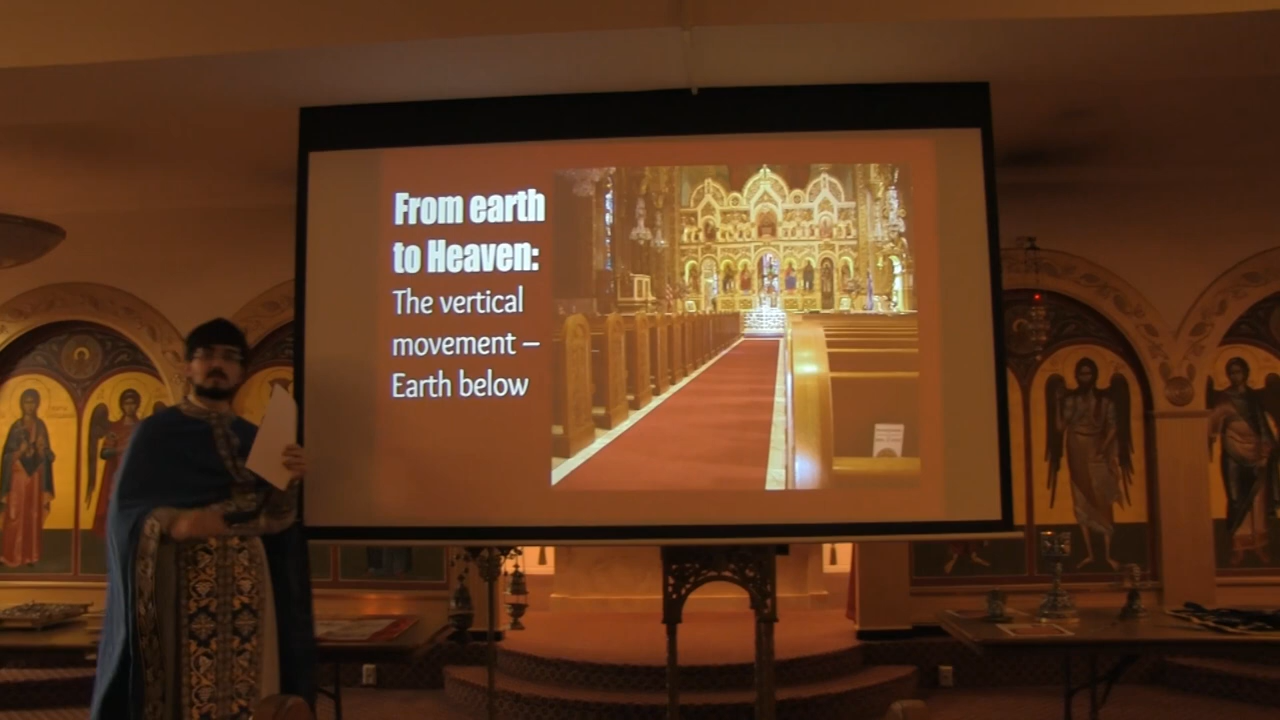 From earth
to Heaven:
The vertical
movement –
Earth below